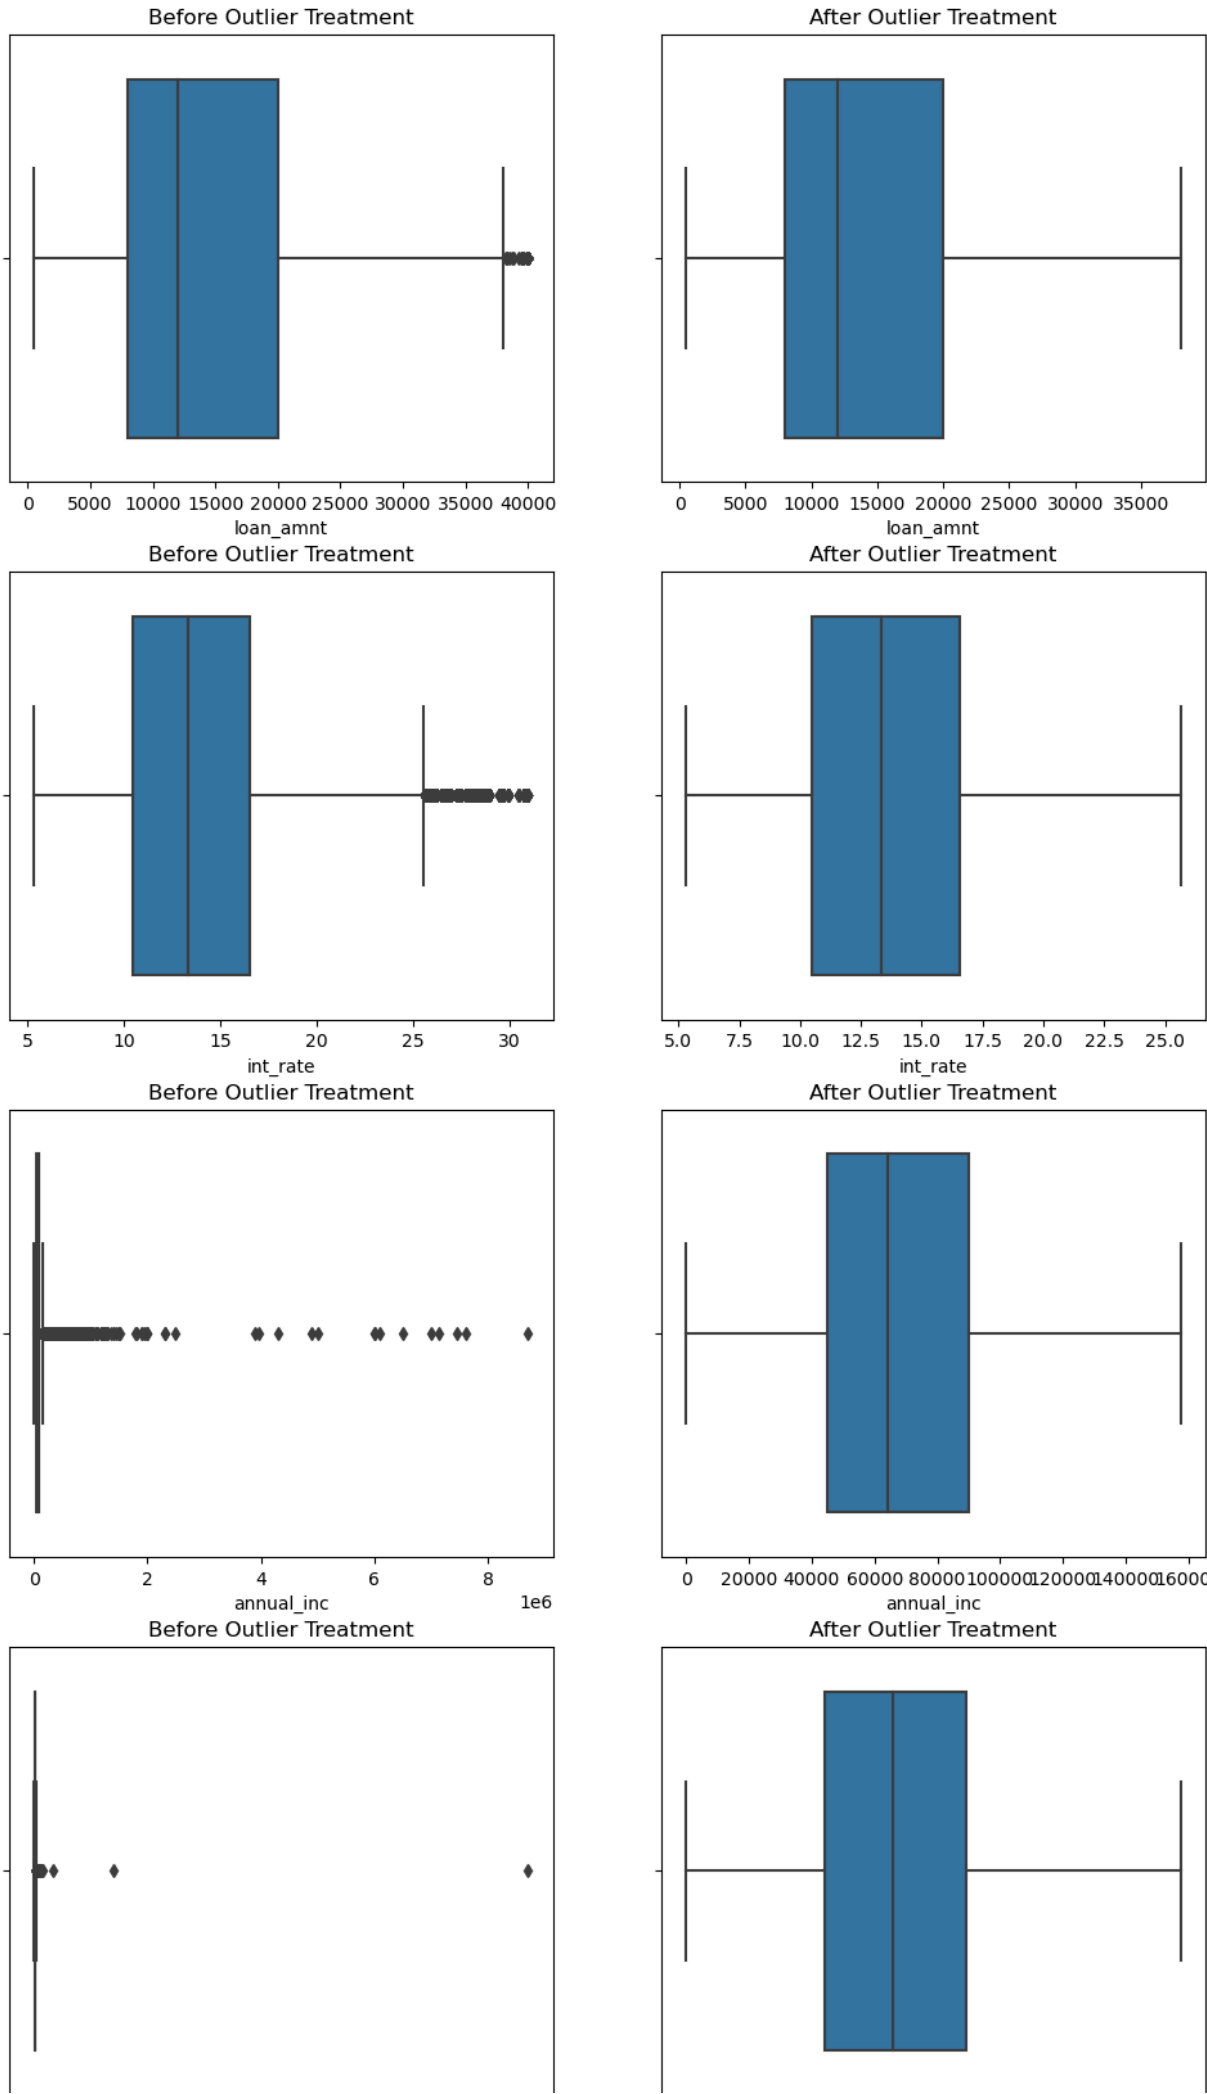 Before Outlier Treatment After Outlier Treatment
0 5000 10000 15000 20000 25000 30000 35000 40000 0 5000 10000 15000 20000 25000 30000 35000
loan_amnt loan_amnt
Before Outlier Treatment After Outlier Treatment
5 10 15 20 25 30 5.0 7.5 10.0 12.5 15.0 17.5 20.0 22.5 25.0
int_rate int_rate
Before Outlier Treatment After Outlier Treatment
0 2 4 6 8 0 20000 40000 60000 80000 100000 120000 140000 16000
annual_inc 1e6 annual_inc
Before Outlier Treatment After Outlier Treatment